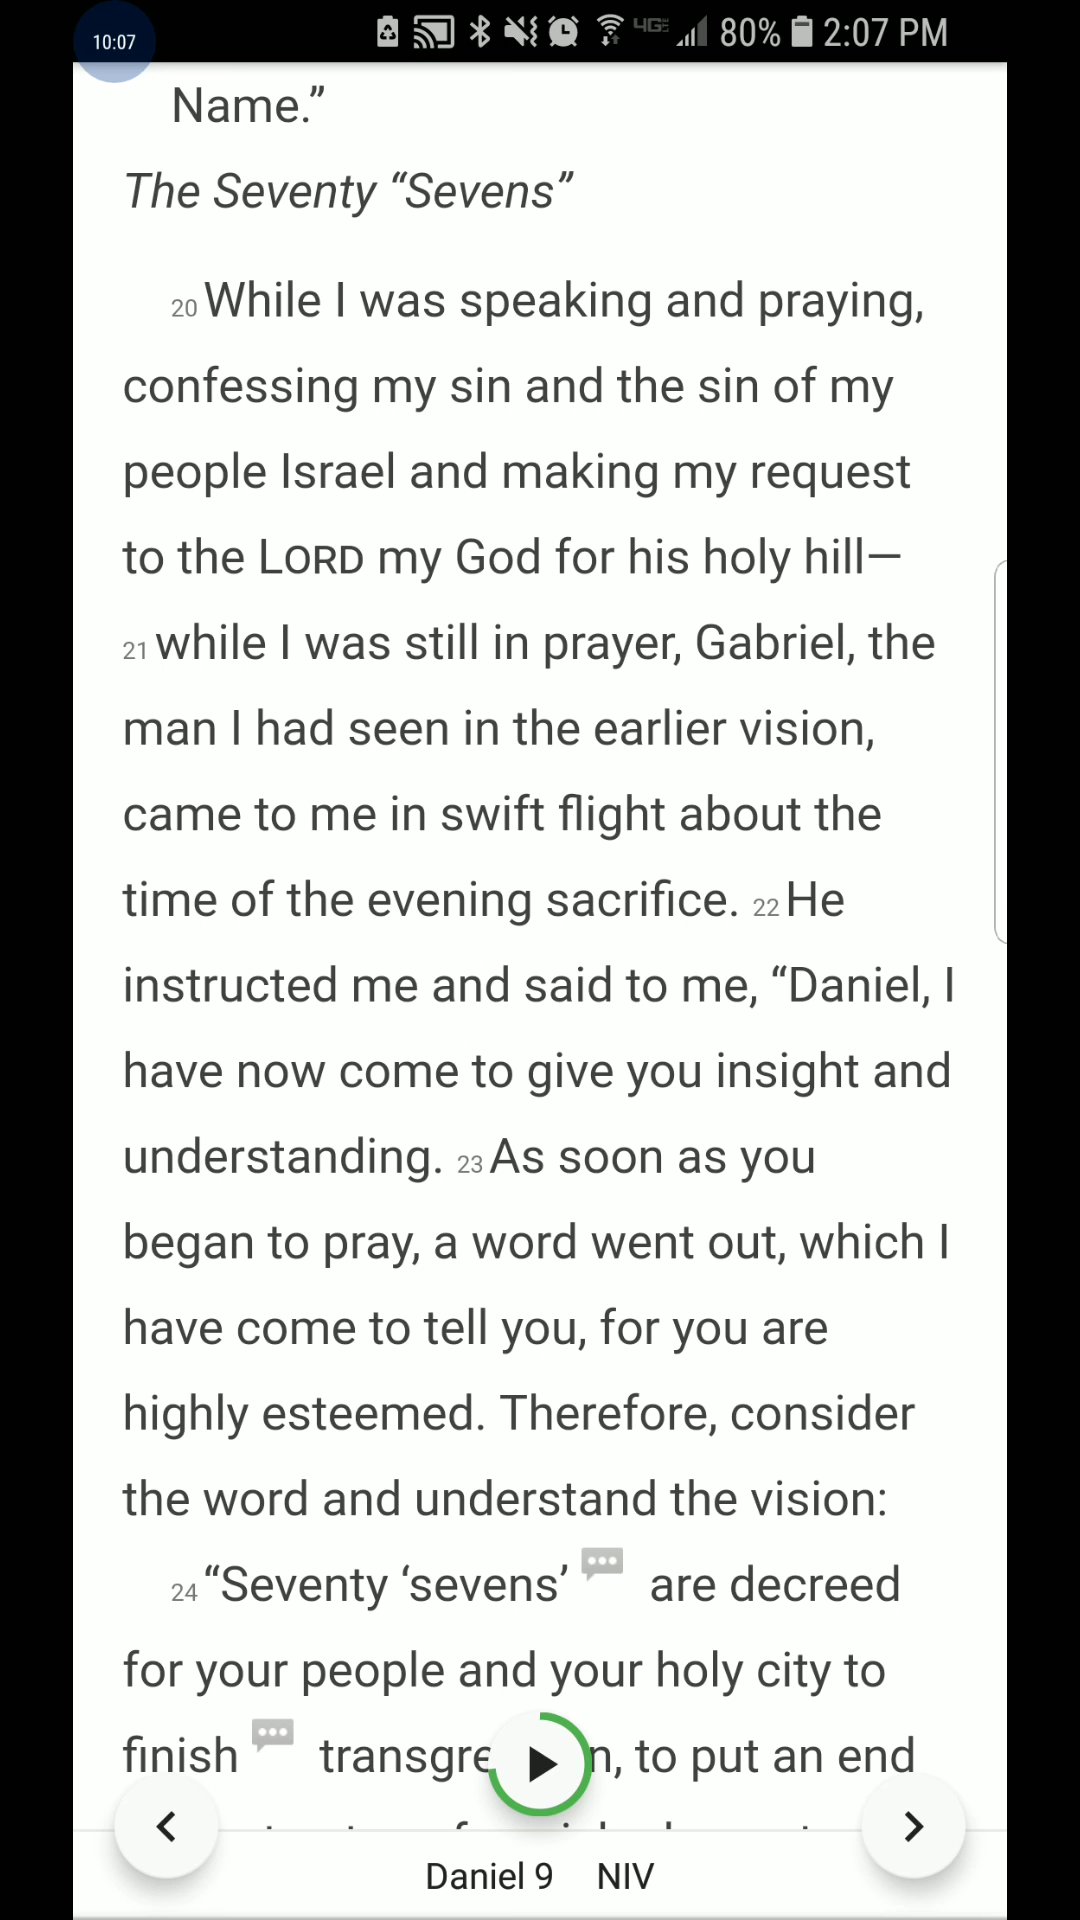 10:07 4GE 80% 2:07 PM
Name.”
The Seventy “Sevens”
20 While I was speaking and praying,
confessing my sin and the sin of my
people Israel and making my request
to the LORD my God for his holy hill—
21 while I was still in prayer, Gabriel, the
man I had seen in the earlier vision,
came to me in swift flight about the
time of the evening sacrifice. 22 He
instructed me and said to me, “Daniel, I
have now come to give you insight and
understanding. 23 As soon as you
began to pray, a word went out, which I
have come to tell you, for you are
highly esteemed. Therefore, consider
the word and understand the vision:
24 “Seventy ‘sevens’ are decreed
for your people and your holy city to
finish transgre n, to put an end
Daniel 9 NIV